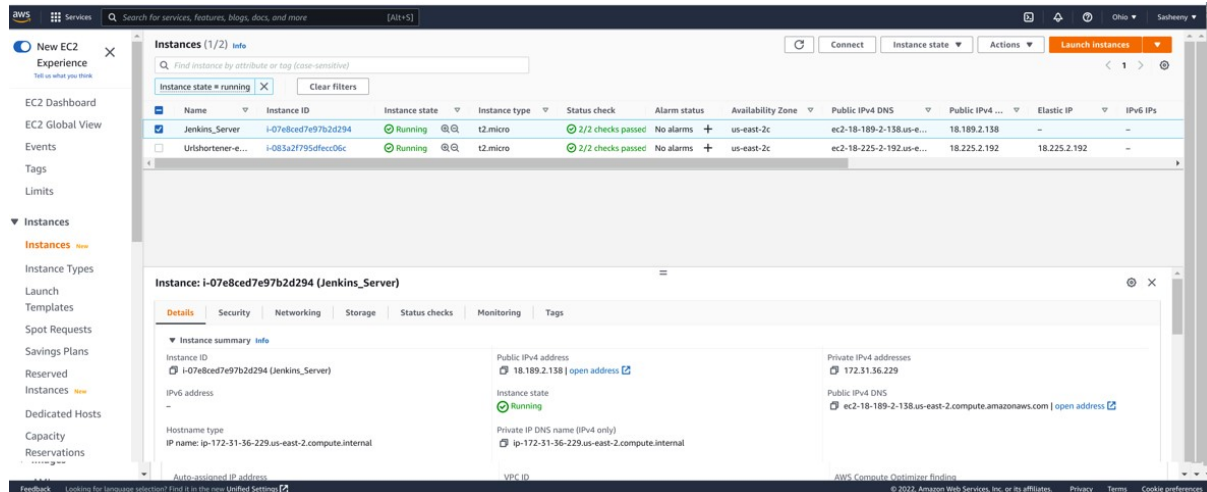 aws Services Search for services, features, blogs, docs, and more [Alt+S] Ohio ▼ Sasheeny ▼
New EC2
Experience
Tell us what you think
EC2 Dashboard
EC2 Global View
Events
Tags
Limits
▼ Instances
Instances New
Instance Types
Launch
Templates
Spot Requests
Savings Plans
Reserved
Instances New
Dedicated Hosts
Capacity
Reservations
Instances (1/2) Info
Connect Instance state ▼ Actions ▼ Launch instances ▼
Find instance by attribute or tag (case-sensitive)
< 1 >
Instance state = running X Clear filters
Name Instance ID Instance state Instance type Status check Alarm status Availability Zone Public IPv4 DNS Public IPv4 ... Elastic IP IPv6 IPs
Jenkins_Server i-07e8ced7e97b2d294 Running t2.micro 2/2 checks passed No alarms + us-east-2c ec2-18-189-2-138.us-e... 18.189.2.138 – –
Urlshortener-e... i-083a2f795dfecc06c Running t2.micro 2/2 checks passed No alarms + us-east-2c ec2-18-225-2-192.us-e... 18.225.2.192 18.225.2.192 –
Instance: i-07e8ced7e97b2d294 (Jenkins_Server)
Details Security Networking Storage Status checks Monitoring Tags
▼ Instance summary Info
Instance ID Public IPv4 address Private IPv4 addresses
i-07e8ced7e97b2d294 (Jenkins_Server) 18.189.2.138 | open address 172.31.36.229
IPv6 address Instance state Public IPv4 DNS
– Running ec2-18-189-2-138.us-east-2.compute.amazonaws.com | open address
Hostname type Private IP DNS name (IPv4 only)
IP name: ip-172-31-36-229.us-east-2.compute.internal ip-172-31-36-229.us-east-2.compute.internal
Auto-assigned IP address VPC ID AWS Compute Optimizer finding
Feedback Looking for language selection? Find it in the new Unified Settings © 2022, Amazon Web Services, Inc. or its affiliates. Privacy Terms Cookie preferences